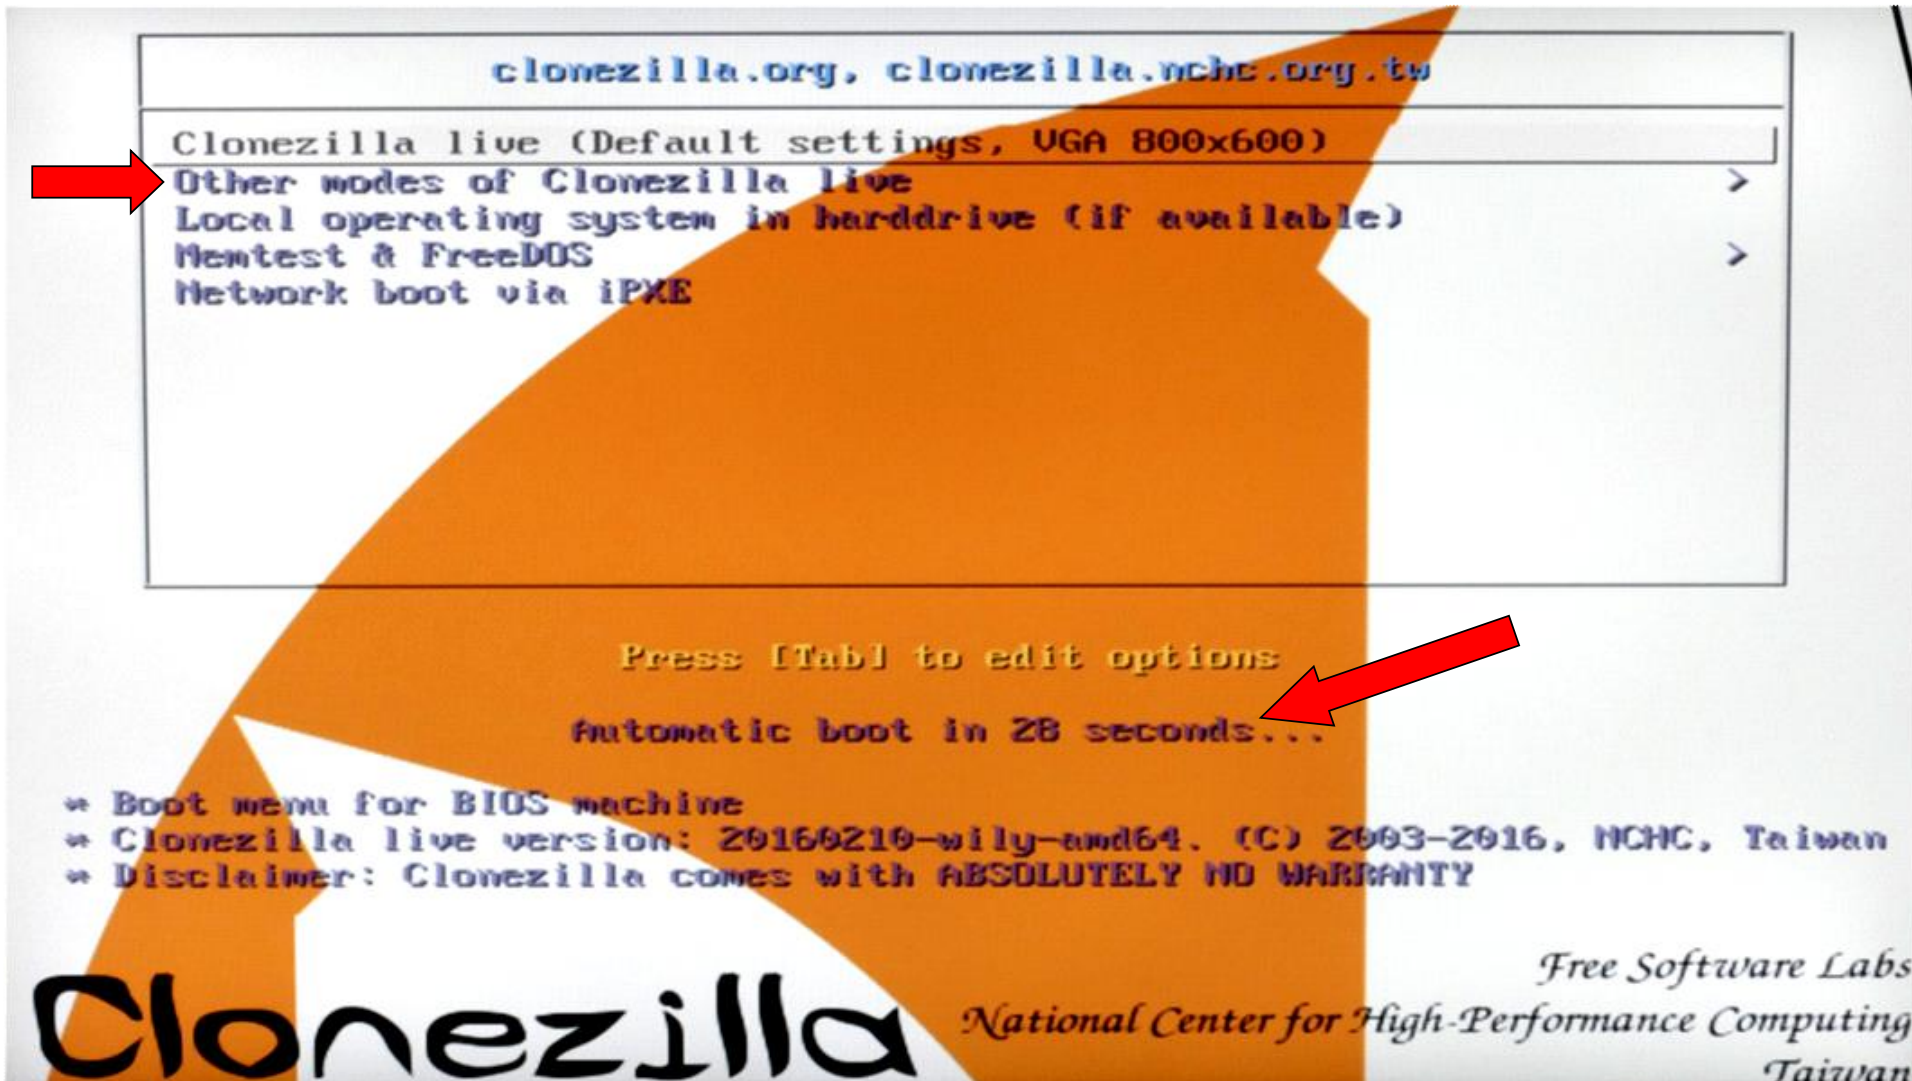 clonezilla.org, clonezilla.nchc.org.tw
Clonezilla live (Default settings, VGA 800x600)
Other modes of Clonezilla live >
Local operating system in harddrive (if available)
Memtest & FreeDOS >
Network boot via iPXE
Press [Tab] to edit options
Automatic boot in 28 seconds...
* Boot menu for BIOS machine
* Clonezilla live version: 20160210-wily-amd64. (C) 2003-2016, NCHC, Taiwan
* Disclaimer: Clonezilla comes with ABSOLUTELY NO WARRANTY
Free Software Labs
Clonezilla National Center for High-Performance Computing
Taiwan